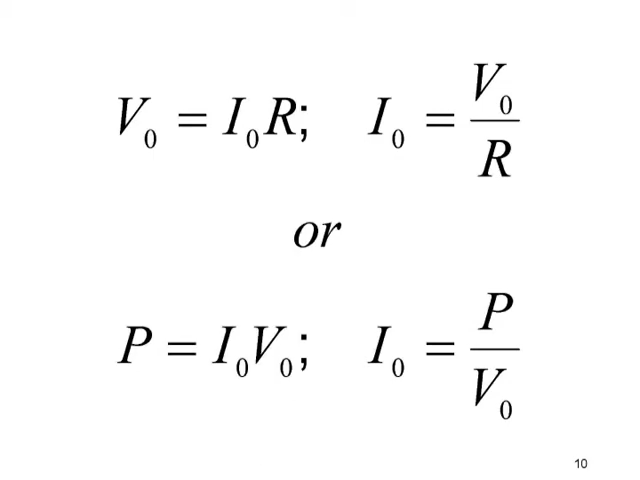 V₀ = I₀R;  I₀ = V₀/R
or
P = I₀V₀;  I₀ = P/V₀
10